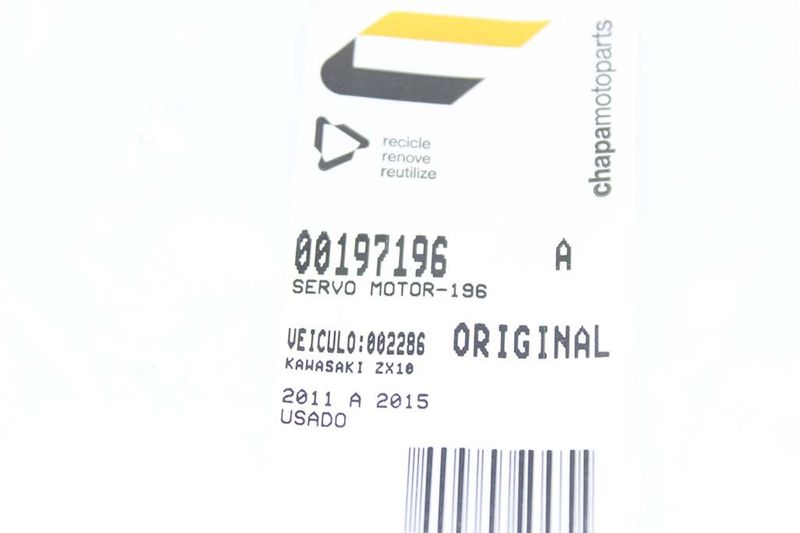 chapamotoparts
recicle
renove
reutilize
00197196 A
SERVO MOTOR-196
VEICULO:002286 ORIGINAL
KAWASAKI ZX10
2011 A 2015
USADO